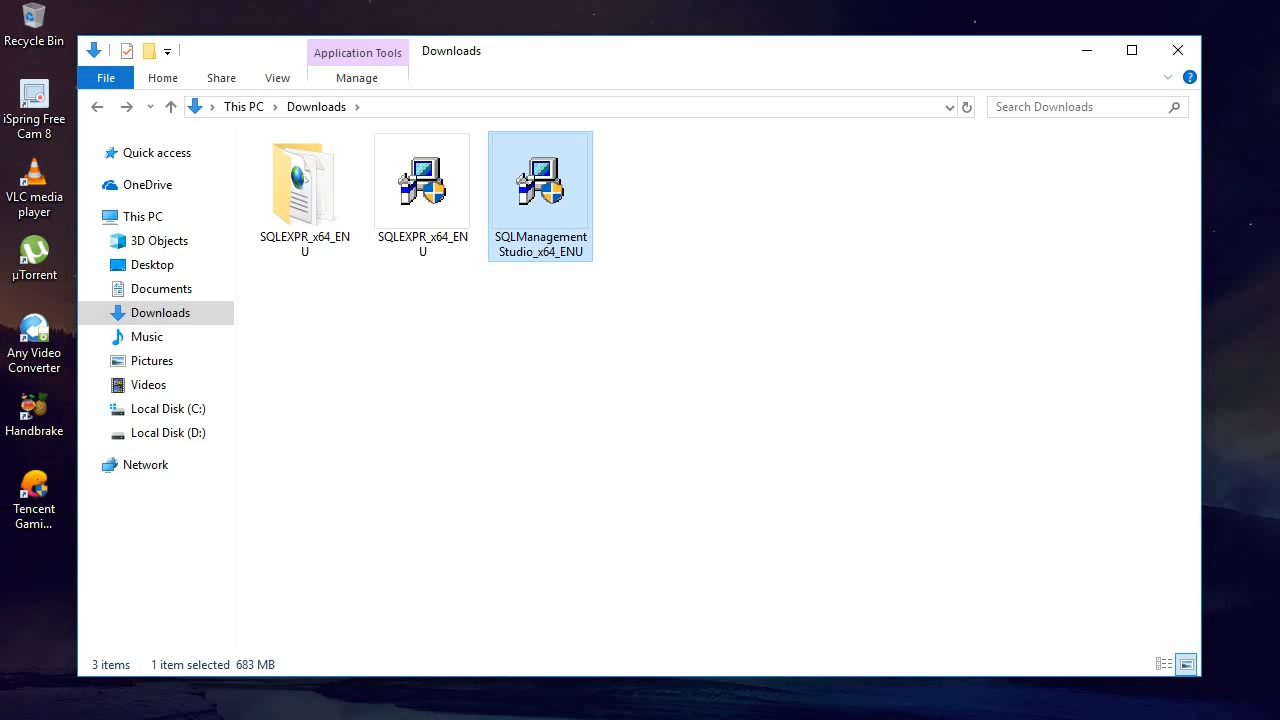 Recycle Bin
iSpring Free
Cam 8
VLC media
player
µTorrent
Any Video
Converter
Handbrake
Tencent
Gami...
Application Tools
Downloads
File
Home
Share
View
Manage
This PC
Downloads
Search Downloads
Quick access
OneDrive
This PC
3D Objects
Desktop
Documents
Downloads
Music
Pictures
Videos
Local Disk (C:)
Local Disk (D:)
Network
SQLEXPR_x64_EN
U
SQLEXPR_x64_EN
U
SQLManagement
Studio_x64_ENU
3 items
1 item selected 683 MB